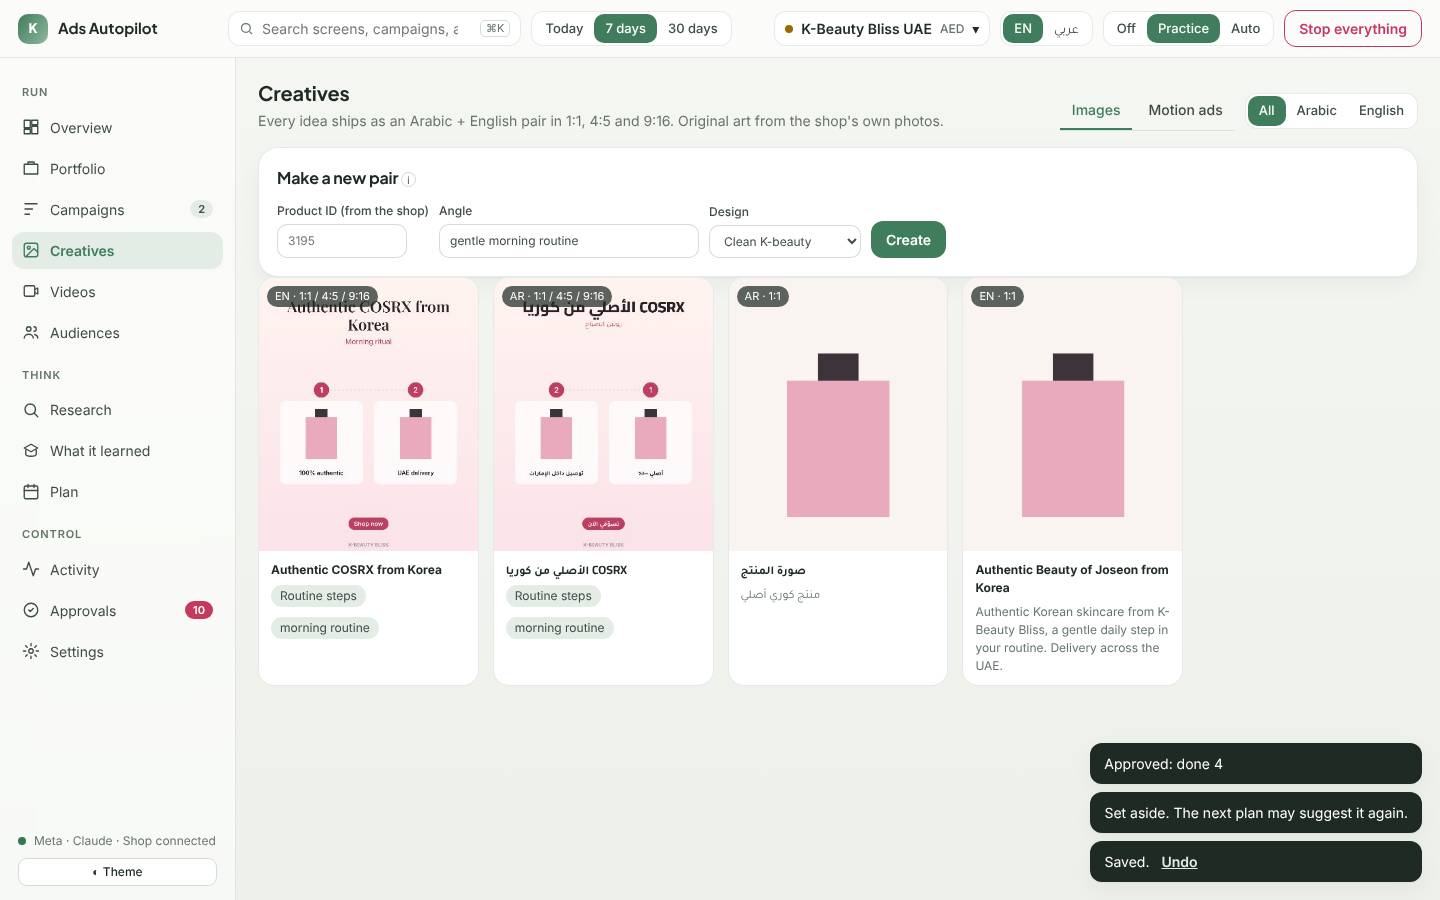 K
Ads Autopilot
Search screens, campaigns, a
⌘K
Today
7 days
30 days
K-Beauty Bliss UAE AED ▾
EN
عربي
Off
Practice
Auto
Stop everything
RUN
Overview
Portfolio
Campaigns
2
Creatives
Videos
Audiences
THINK
Research
What it learned
Plan
CONTROL
Activity
Approvals
10
Settings
Meta · Claude · Shop connected
Theme
Creatives
Every idea ships as an Arabic + English pair in 1:1, 4:5 and 9:16. Original art from the shop's own photos.
Images
Motion ads
All
Arabic
English
Make a new pair i
Product ID (from the shop)
3195
Angle
gentle morning routine
Design
Clean K-beauty
Create
EN · 1:1 / 4:5 / 9:16
Authentic COSRX from
Korea
Morning ritual
1
2
100% authentic
UAE delivery
Shop now
K-BEAUTY BLISS
Authentic COSRX from Korea
Routine steps
morning routine
AR · 1:1 / 4:5 / 9:16
COSRX الأصلي من كوريا
روتين الصباح
2
1
توصيل داخل الإمارات
تسوّقي الآن
K-BEAUTY BLISS
COSRX الأصلي من كوريا
Routine steps
morning routine
AR · 1:1
صورة المنتج
منتج كوري أصلي
EN · 1:1
Authentic Beauty of Joseon from
Korea
Authentic Korean skincare from K-
Beauty Bliss, a gentle daily step in
your routine. Delivery across the
UAE.
Approved: done 4
Set aside. The next plan may suggest it again.
Saved. Undo